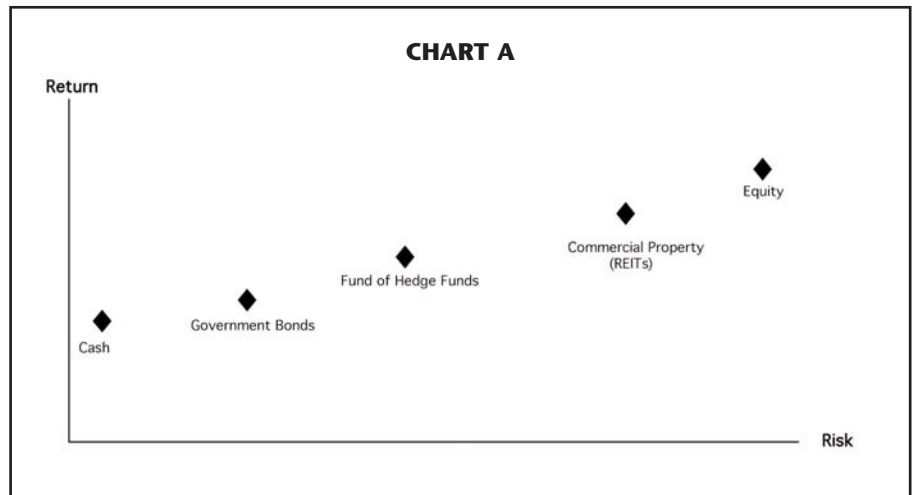 CHART A
Return
Equity
Commercial Property
(REITs)
Fund of Hedge Funds
Government Bonds
Cash
Risk